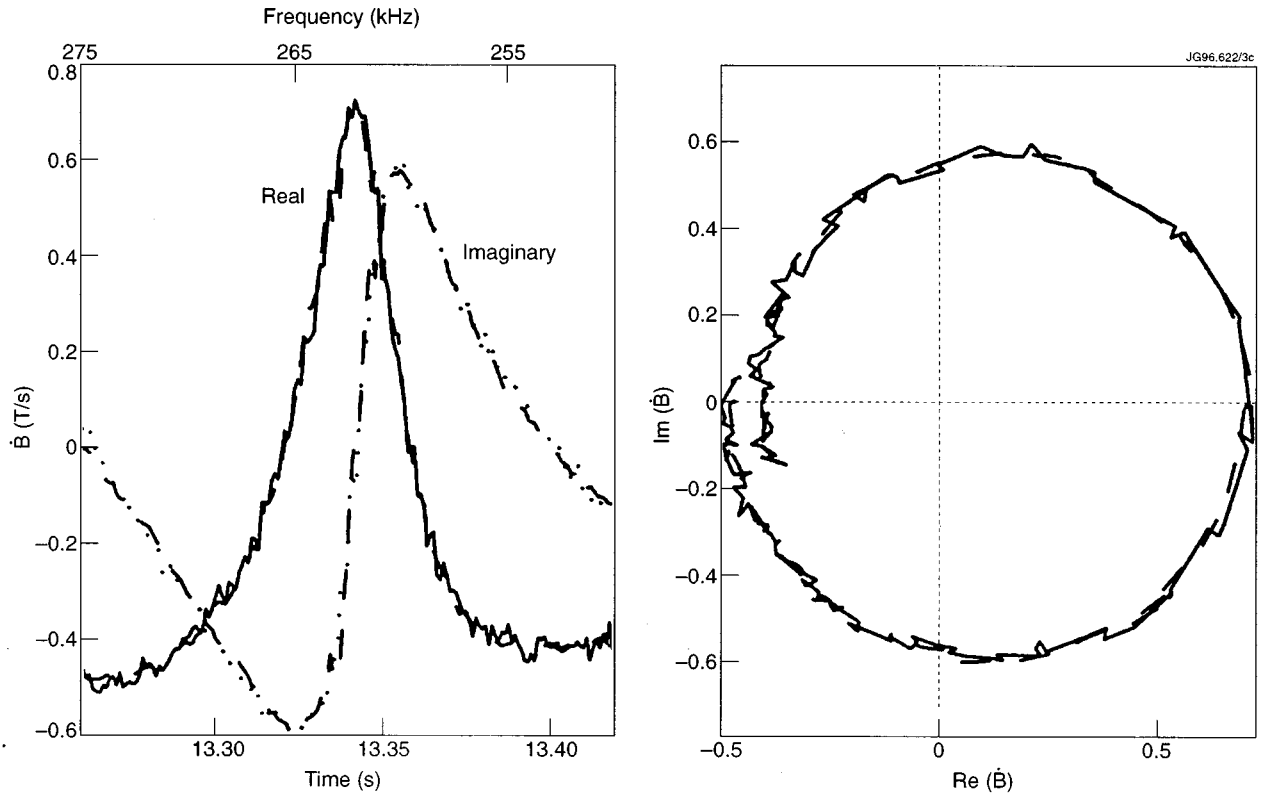 Frequency (kHz)
275 265 255
JG96.622/3c
0.8
0.6
0.4
0.2
0
−0.2
−0.4
−0.6
Ḃ (T/s)
Real
Imaginary
13.30 13.35 13.40
Time (s)
0.6
0.4
0.2
0
−0.2
−0.4
−0.6
Im (Ḃ)
−0.5 0 0.5
Re (Ḃ)